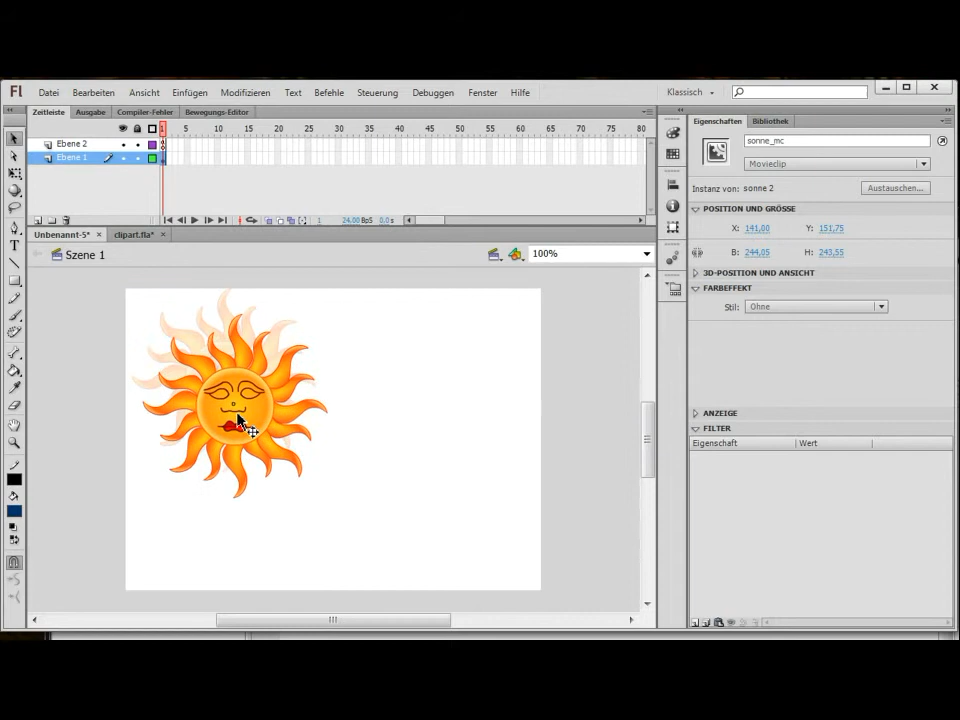 Fl Datei Ansicht Einfügen Modifizieren Text Befehle Steuerung Debuggen Fenster Hilfe Klassisch
Zeitleiste Ausgabe Compiler-Fehler Bewegungs-Editor
Eigenschaften Bibliothek
1 5 10 15 20 25 30 35 40 45 50 55 60 65 70 75 80
sonne_mc
Ebene 2
Ebene 1
Movieclip
Instanz von: sonne 2 Austauschen...
POSITION UND GRÖSSE
1 24,00 BpS 0,0 s
X: 141,00 Y: 151,75
Unbenannt-5* × clipart.fla* ×
B: 244,05 H: 243,55
Szene 1 100%
3D-POSITION UND ANSICHT
FARBEFFEKT
Stil: Ohne
ANZEIGE
FILTER
Eigenschaft Wert